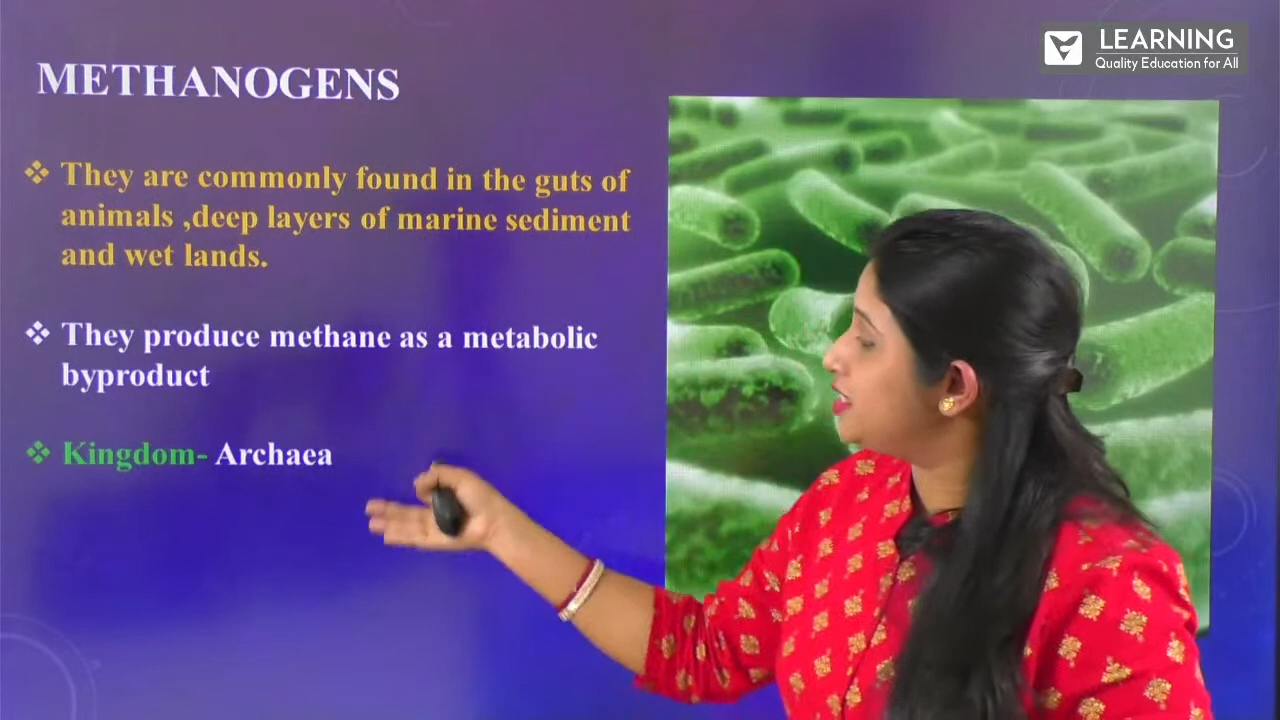 METHANOGENS
LEARNING
Quality Education for All
❖ They are commonly found in the guts of
animals ,deep layers of marine sediment
and wet lands.
❖ They produce methane as a metabolic
byproduct
❖ Kingdom- Archaea